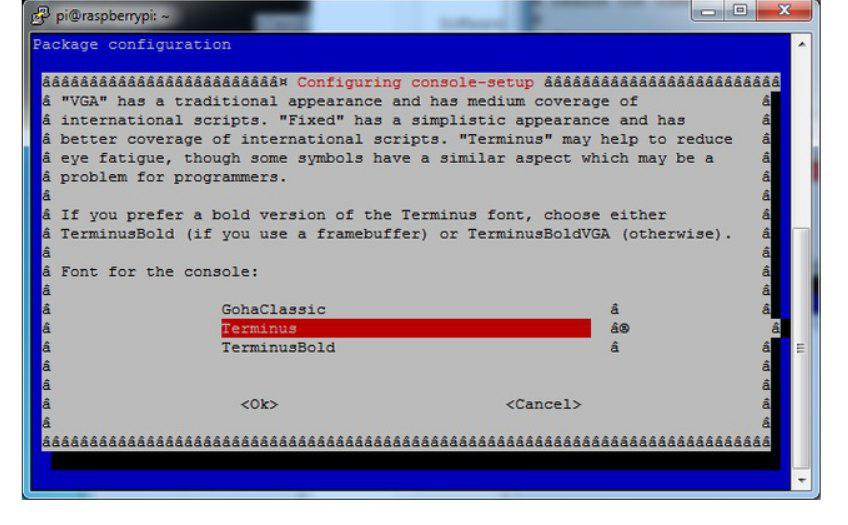 pi@raspberrypi: ~
Package configuration
ââââââââââââââââââââââââââ¤ Configuring console-setup ââââââââââââââââââââââââââ
â "VGA" has a traditional appearance and has medium coverage of â
â international scripts. "Fixed" has a simplistic appearance and has â
â better coverage of international scripts. "Terminus" may help to reduce â
â eye fatigue, though some symbols have a similar aspect which may be a â
â problem for programmers. â
â â
â If you prefer a bold version of the Terminus font, choose either â
â TerminusBold (if you use a framebuffer) or TerminusBoldVGA (otherwise). â
â â
â Font for the console: â
â â
â GohaClassic â â
â Terminus â® â
â TerminusBold â â
â â
â â
â <Ok> <Cancel> â
â â
âââââââââââââââââââââââââââââââââââââââââââââââââââââââââââââââââââââââââââââ